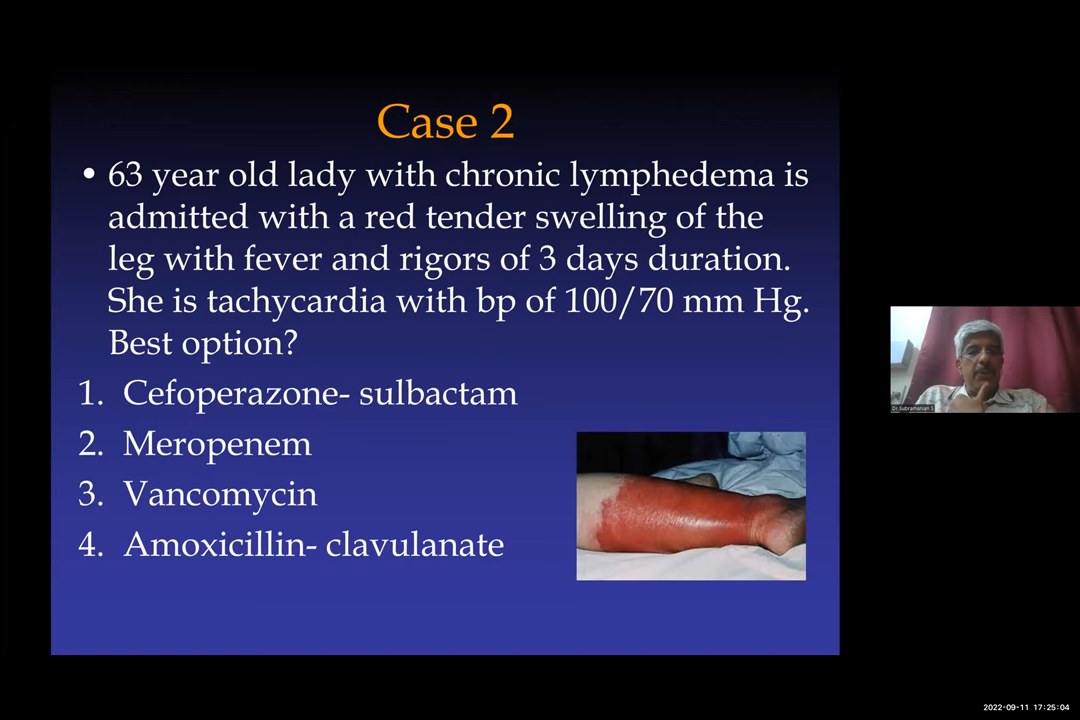 Case 2
• 63 year old lady with chronic lymphedema is
admitted with a red tender swelling of the
leg with fever and rigors of 3 days duration.
She is tachycardia with bp of 100/70 mm Hg.
Best option?
1. Cefoperazone- sulbactam
2. Meropenem
3. Vancomycin
4. Amoxicillin- clavulanate
Dr Subramanian S
2022-09-11 17:25:04